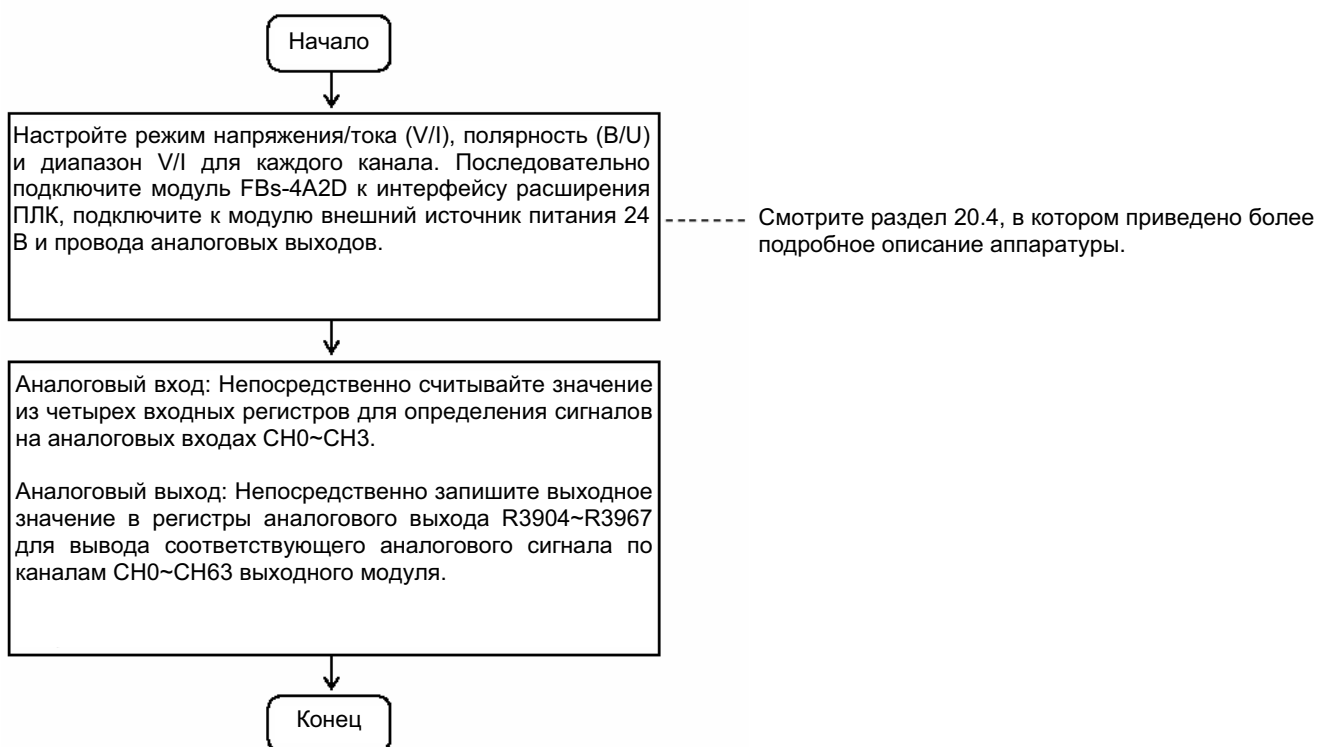 Начало
Настройте режим напряжения/тока (V/I), полярность (B/U)
и диапазон V/I для каждого канала. Последовательно
подключите модуль FBs-4A2D к интерфейсу расширения
ПЛК, подключите к модулю внешний источник питания 24
В и провода аналоговых выходов.
Смотрите раздел 20.4, в котором приведено более
подробное описание аппаратуры.
Аналоговый вход: Непосредственно считывайте значение
из четырех входных регистров для определения сигналов
на аналоговых входах CH0~CH3.
Аналоговый выход: Непосредственно запишите выходное
значение в регистры аналогового выхода R3904~R3967
для вывода соответствующего аналогового сигнала по
каналам CH0~CH63 выходного модуля.
Конец